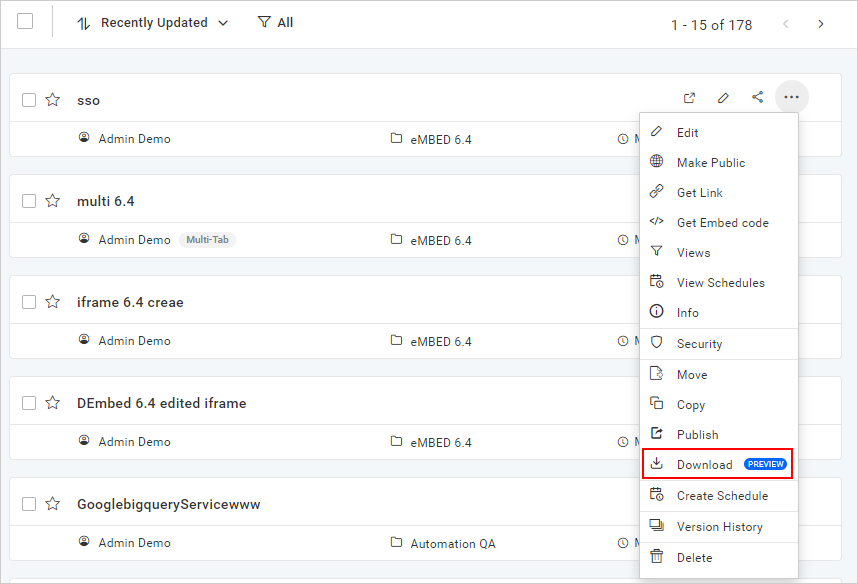 Recently Updated All 1 - 15 of 178
sso
Admin Demo eMBED 6.4
multi 6.4
Admin Demo Multi-Tab eMBED 6.4
iframe 6.4 creae
Admin Demo eMBED 6.4
DEmbed 6.4 edited iframe
Admin Demo eMBED 6.4
GooglebigqueryServicewww
Admin Demo Automation QA
Edit
Make Public
Get Link
Get Embed code
Views
View Schedules
Info
Security
Move
Copy
Publish
Download PREVIEW
Create Schedule
Version History
Delete